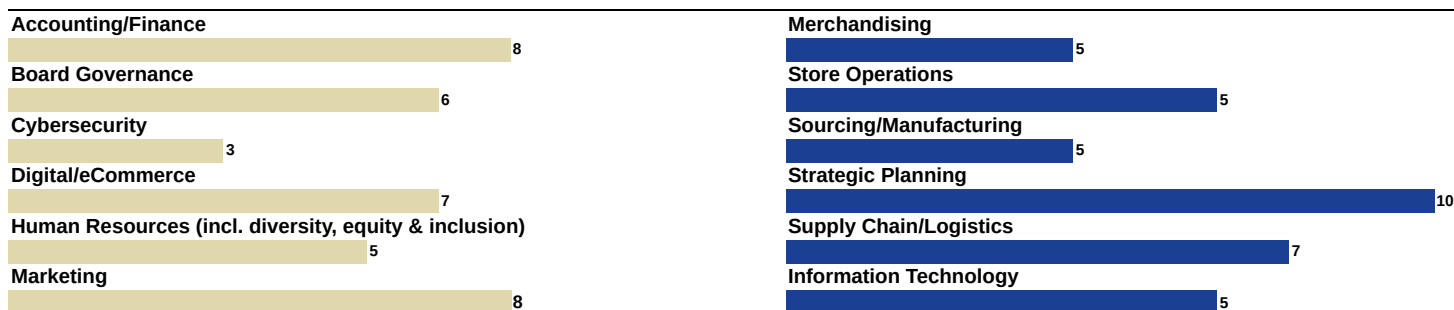 Accounting/Finance
8
Board Governance
6
Cybersecurity
3
Digital/eCommerce
7
Human Resources (incl. diversity, equity & inclusion)
5
Marketing
8
Merchandising
5
Store Operations
5
Sourcing/Manufacturing
5
Strategic Planning
10
Supply Chain/Logistics
7
Information Technology
5